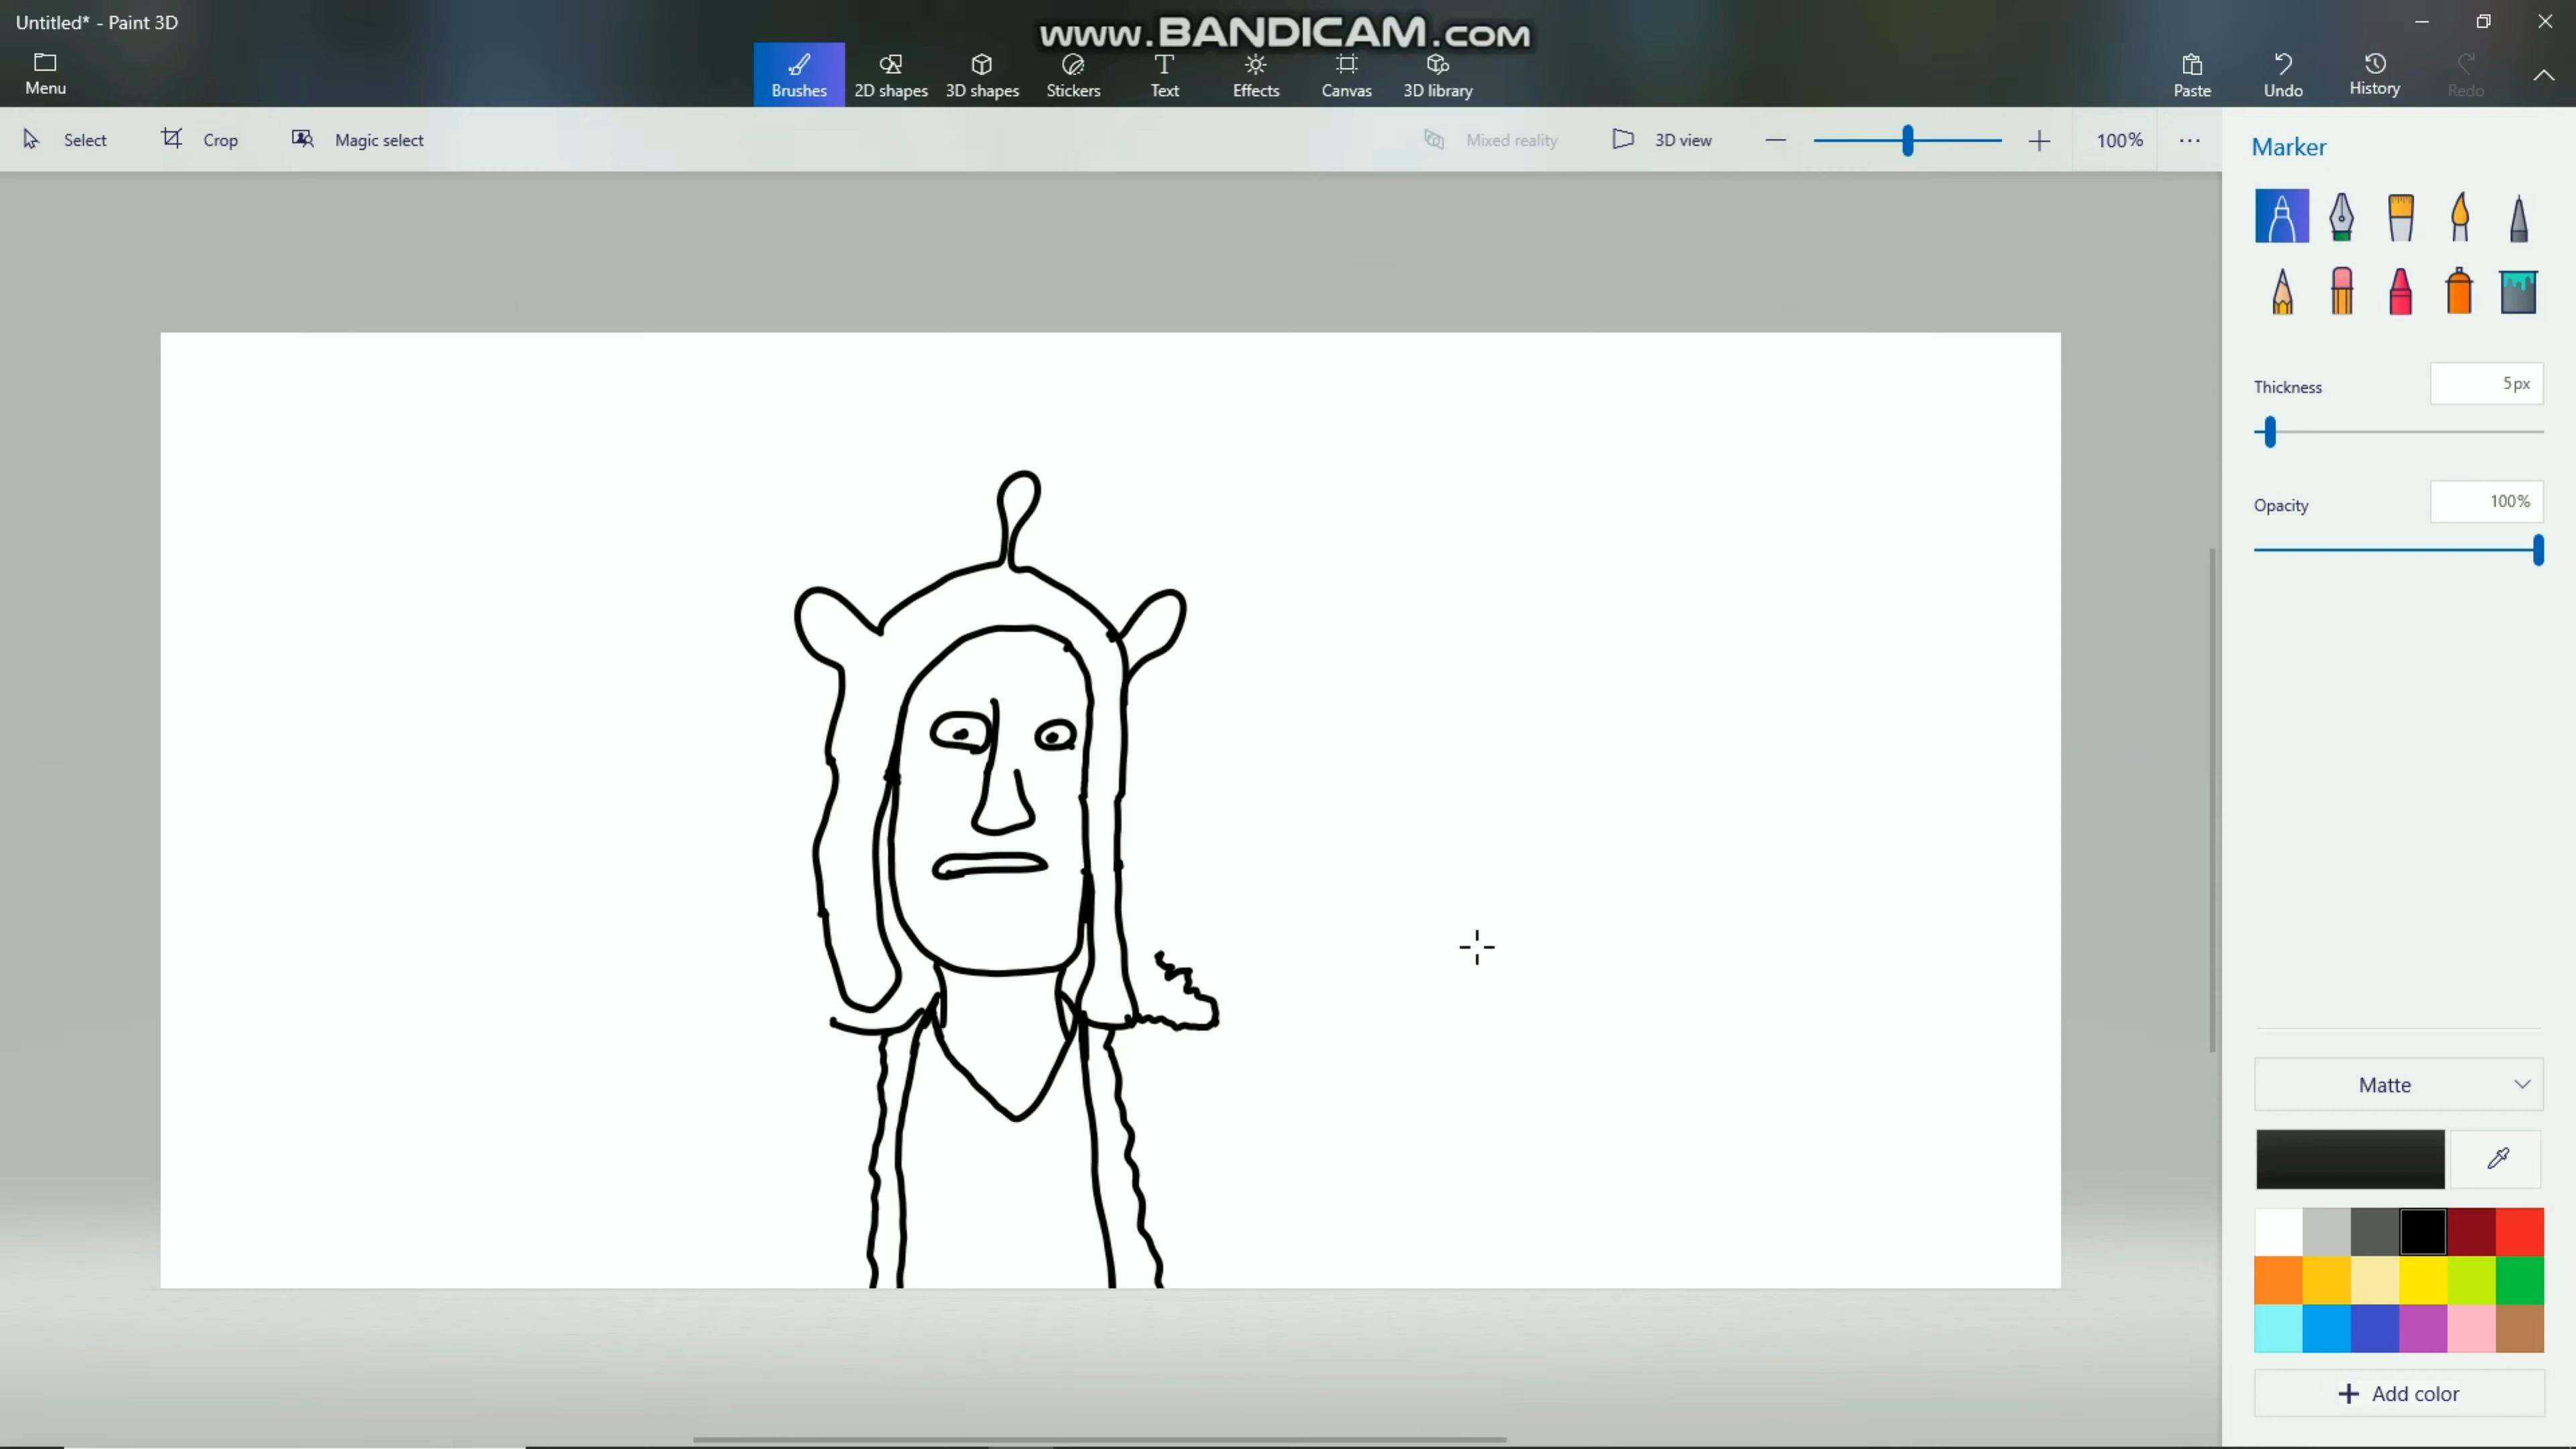 Untitled* - Paint 3D
www.BANDICAM.com
Menu
Brushes
2D shapes
3D shapes
Stickers
Text
Effects
Canvas
3D library
Paste
Undo
History
Redo
Select
Crop
Magic select
Mixed reality
3D view
100%
Marker
Thickness
5px
Opacity
100%
Matte
Add color